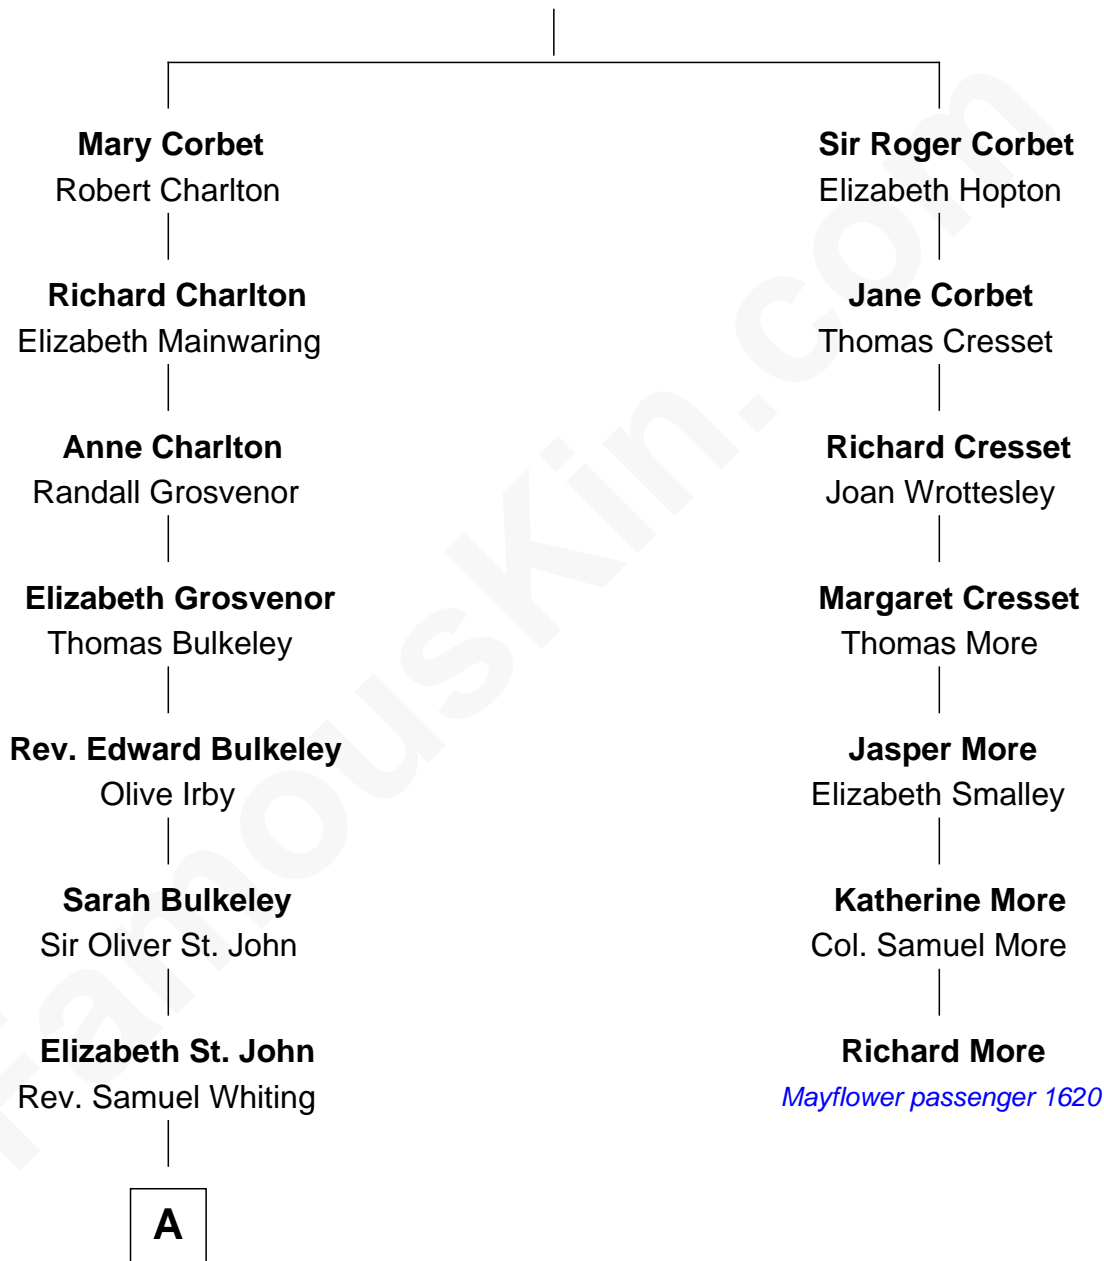 Mary Corbet
Robert Charlton
Richard Charlton
Elizabeth Mainwaring
Anne Charlton
Randall Grosvenor
Elizabeth Grosvenor
Thomas Bulkeley
Rev. Edward Bulkeley
Olive Irby
Sarah Bulkeley
Sir Oliver St. John
Elizabeth St. John
Rev. Samuel Whiting
A
Sir Roger Corbet
Elizabeth Hopton
Jane Corbet
Thomas Cresset
Richard Cresset
Joan Wrottesley
Margaret Cresset
Thomas More
Jasper More
Elizabeth Smalley
Katherine More
Col. Samuel More
Richard More
Mayflower passenger 1620
FamousKin.com